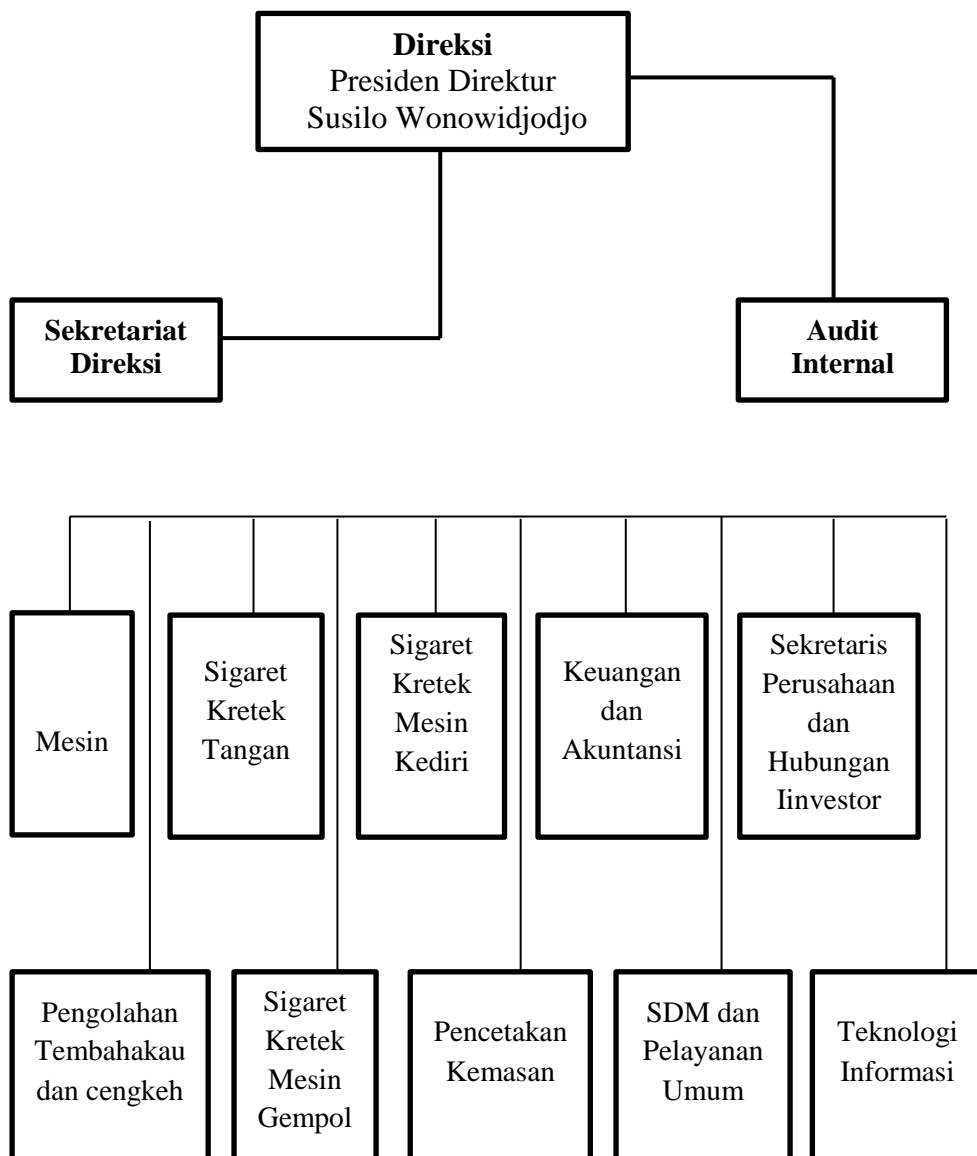 Direksi
Presiden Direktur
Susilo Wonowidjodjo
Sekretariat
Direksi
Audit
Internal
Mesin
Sigaret
Kretek
Tangan
Sigaret
Kretek
Mesin
Kediri
Keuangan
dan
Akuntansi
Sekretaris
Perusahaan
dan
Hubungan
Iinvestor
Pengolahan
Tembahakau
dan cengkeh
Sigaret
Kretek
Mesin
Gempol
Pencetakan
Kemasan
SDM dan
Pelayanan
Umum
Teknologi
Informasi